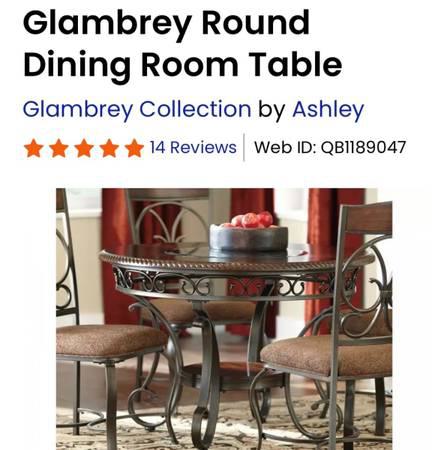 Glambrey Round
Dining Room Table
Glambrey Collection by Ashley
14 Reviews Web ID: QB1189047